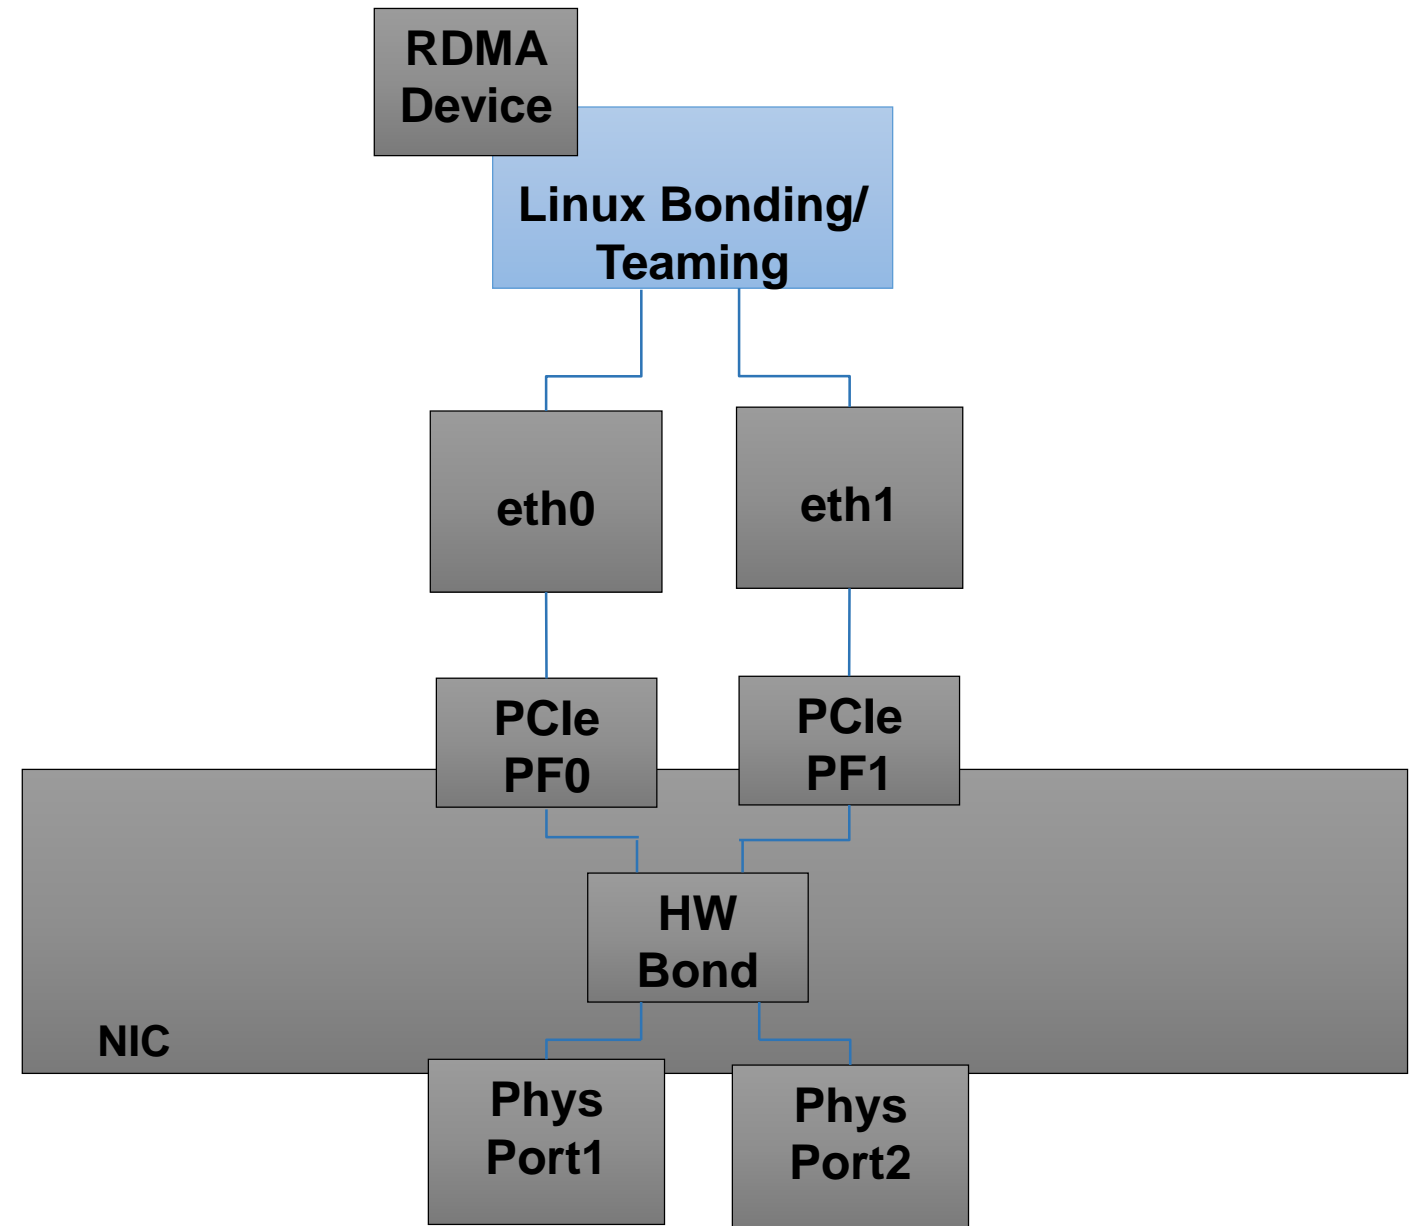 RDMA
Device
Linux Bonding/
Teaming
eth0
eth1
PCIe
PF0
PCIe
PF1
HW
Bond
NIC
Phys
Port1
Phys
Port2